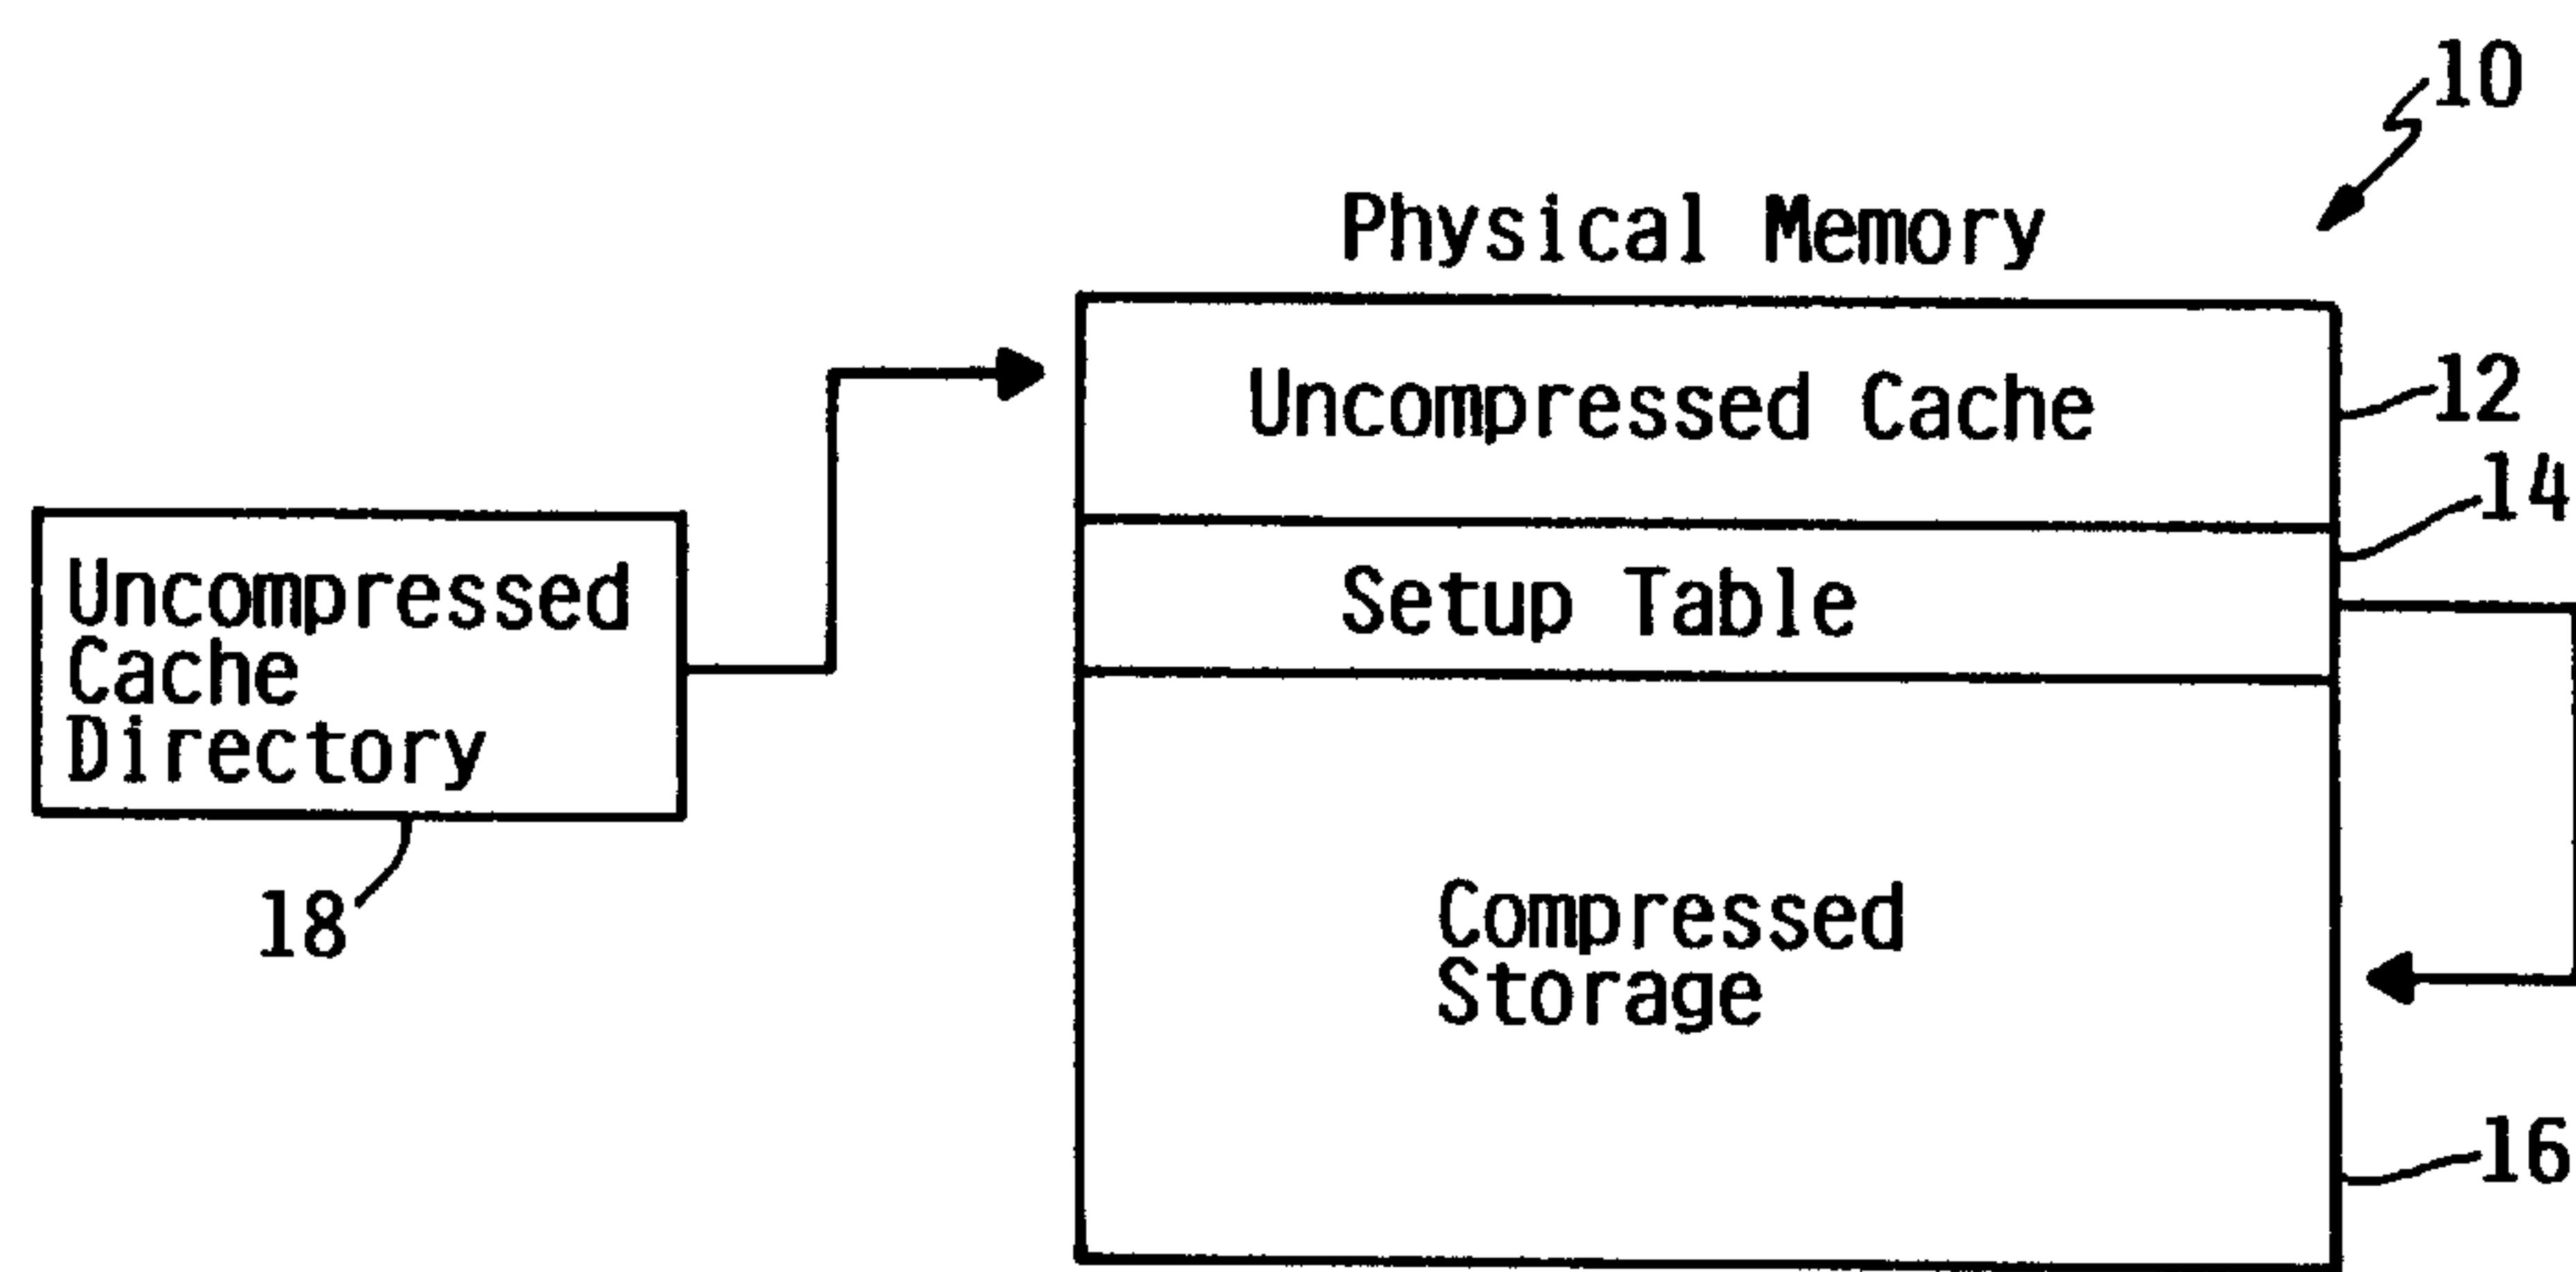 10
Physical Memory
Uncompressed Cache
12
14
Setup Table
Uncompressed
Cache
Directory
18
Compressed
Storage
16